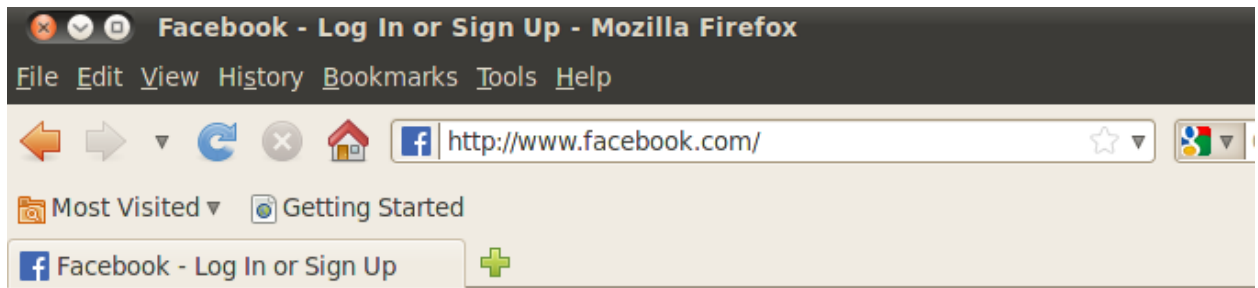 Facebook - Log In or Sign Up - Mozilla Firefox
File Edit View History Bookmarks Tools Help
http://www.facebook.com/
Most Visited Getting Started
Facebook - Log In or Sign Up